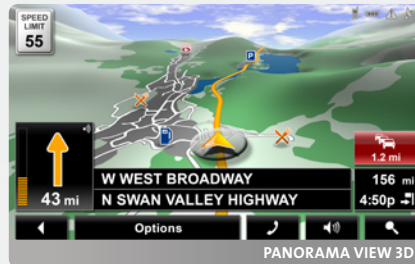 SPEED
LIMIT
55
P
1.2 mi
43 mi
W WEST BROADWAY
N SWAN VALLEY HIGHWAY
156 mi
4:50p
Options
PANORAMA VIEW 3D